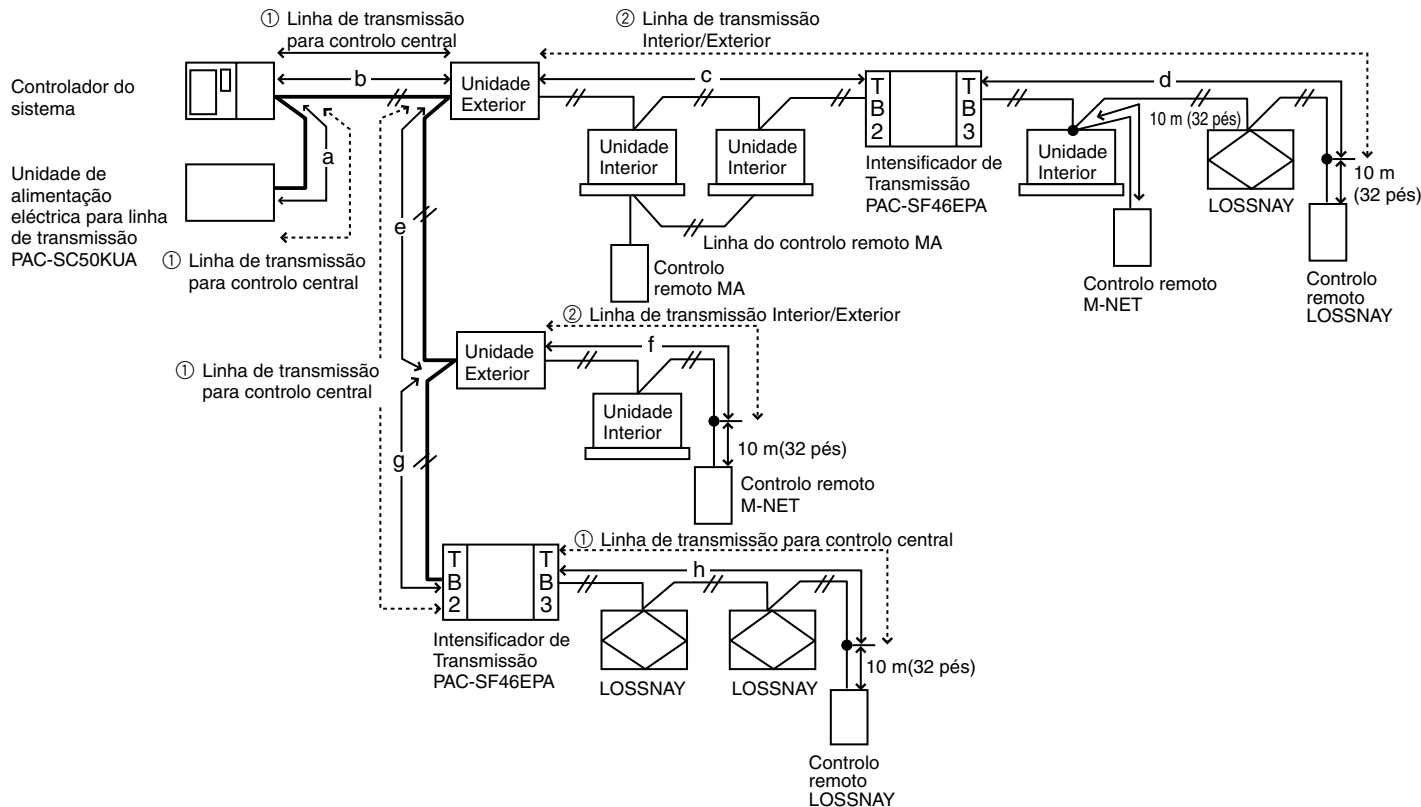 ① Linha de transmissão
para controlo central
② Linha de transmissão
Interior/Exterior
Controlador do
sistema
b
Unidade
Exterior
c
T
B
2
T
B
3
d
10 m (32 pés)
Unidade
Interior
Unidade
Interior
Intensificador de
Transmissão
PAC-SF46EPA
Unidade
Interior
LOSSNAY
10 m
(32 pés)
a
Unidade de
alimentação
eléctrica para linha
de transmissão
PAC-SC50KUA
① Linha de transmissão
para controlo central
e
Linha do controlo remoto MA
Controlo
remoto MA
Controlo remoto
M-NET
Controlo
remoto
LOSSNAY
② Linha de transmissão Interior/Exterior
① Linha de transmissão
para controlo central
Unidade
Exterior
f
Unidade
Interior
10 m(32 pés)
Controlo remoto
M-NET
g
① Linha de transmissão para controlo central
T
B
2
T
B
3
h
Intensificador de
Transmissão
PAC-SF46EPA
LOSSNAY
LOSSNAY
10 m(32 pés)
Controlo
remoto
LOSSNAY